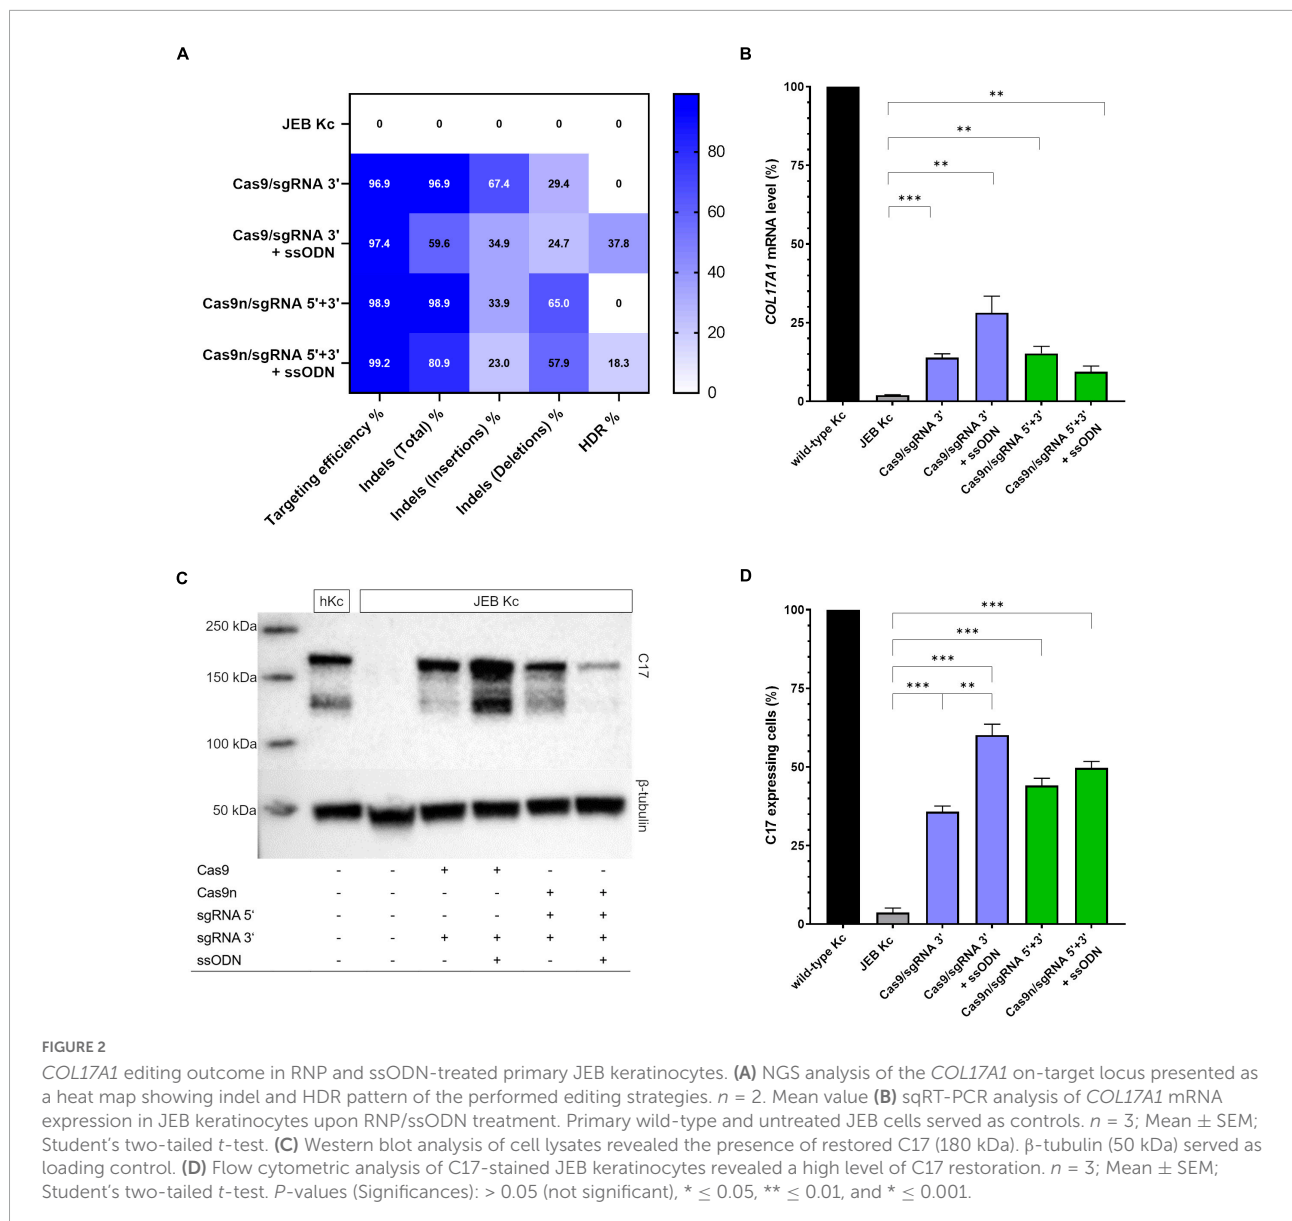 A
JEB Kc 0 0 0 0 0
Cas9/sgRNA 3' 96.9 96.9 67.4 29.4 0
Cas9/sgRNA 3'
+ ssODN 97.4 59.6 34.9 24.7 37.8
Cas9n/sgRNA 5'+3' 98.9 98.9 33.9 65.0 0
Cas9n/sgRNA 5'+3'
+ ssODN 99.2 80.9 23.0 57.9 18.3
Targeting efficiency %
Indels (Total) %
Indels (Insertions) %
Indels (Deletions) %
HDR %
80
60
40
20
0
B
COL17A1 mRNA level (%)
100
75
50
25
0
**
**
**
***
wild-type Kc
JEB Kc
Cas9/sgRNA 3'
Cas9/sgRNA 3'
+ ssODN
Cas9n/sgRNA 5'+3'
Cas9n/sgRNA 5'+3'
+ ssODN
C
hKc JEB Kc
250 kDa
150 kDa
100 kDa
50 kDa
C17
β-tubulin
Cas9 - - + + - -
Cas9n - - - - + +
sgRNA 5‘ - - - - + +
sgRNA 3‘ - - + + + +
ssODN - - - + - +
D
C17 expressing cells (%)
100
75
50
25
0
***
***
***
*** **
wild-type Kc
JEB Kc
Cas9/sgRNA 3'
Cas9/sgRNA 3'
+ ssODN
Cas9n/sgRNA 5'+3'
Cas9n/sgRNA 5'+3'
+ ssODN
FIGURE 2
COL17A1 editing outcome in RNP and ssODN-treated primary JEB keratinocytes. (A) NGS analysis of the COL17A1 on-target locus presented as
a heat map showing indel and HDR pattern of the performed editing strategies. n = 2. Mean value (B) sqRT-PCR analysis of COL17A1 mRNA
expression in JEB keratinocytes upon RNP/ssODN treatment. Primary wild-type and untreated JEB cells served as controls. n = 3; Mean ± SEM;
Student's two-tailed t-test. (C) Western blot analysis of cell lysates revealed the presence of restored C17 (180 kDa). β-tubulin (50 kDa) served as
loading control. (D) Flow cytometric analysis of C17-stained JEB keratinocytes revealed a high level of C17 restoration. n = 3; Mean ± SEM;
Student's two-tailed t-test. P-values (Significances): > 0.05 (not significant), * ≤ 0.05, ** ≤ 0.01, and * ≤ 0.001.